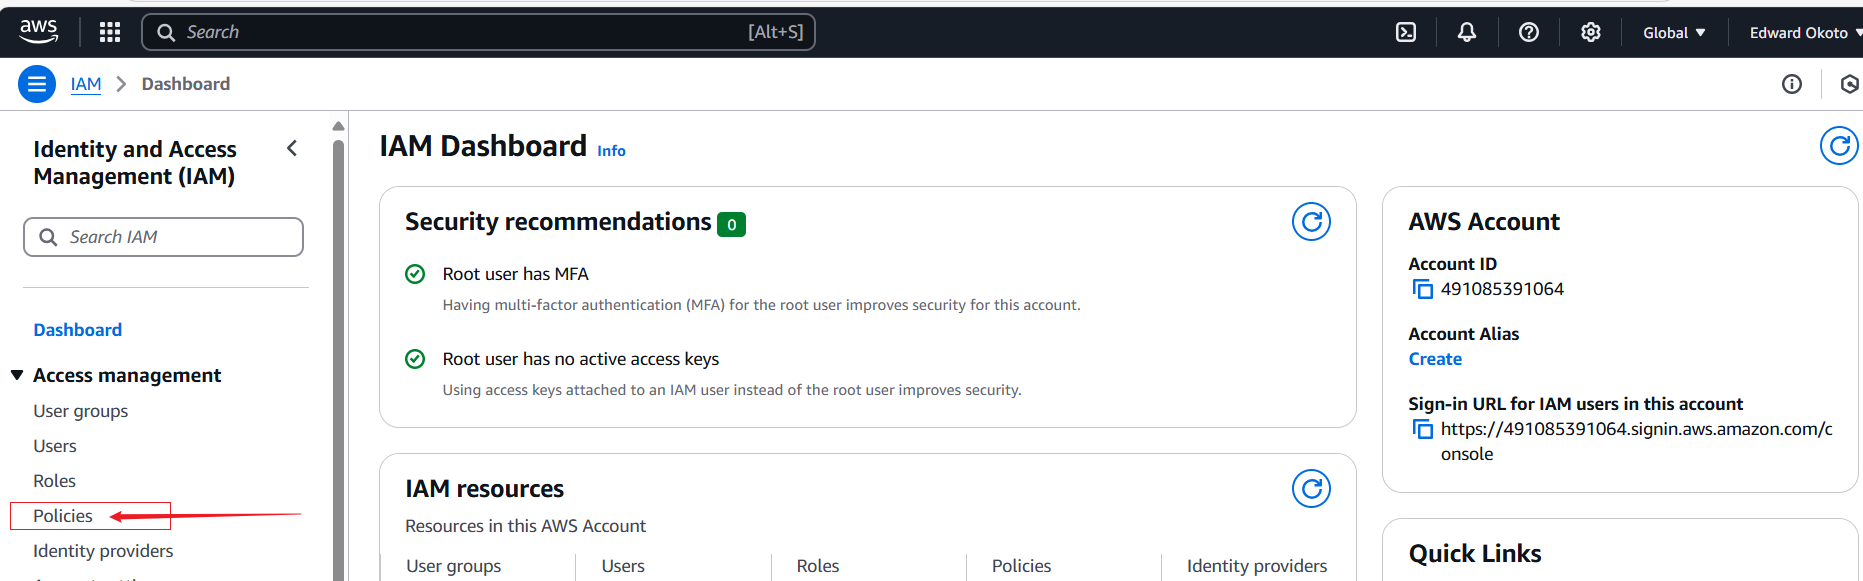 aws
Search [Alt+S]
Global
Edward Okoto
IAM
Dashboard
Identity and Access
Management (IAM)
Search IAM
Dashboard
Access management
User groups
Users
Roles
Policies
Identity providers
IAM Dashboard Info
Security recommendations 0
Root user has MFA
Having multi-factor authentication (MFA) for the root user improves security for this account.
Root user has no active access keys
Using access keys attached to an IAM user instead of the root user improves security.
IAM resources
Resources in this AWS Account
User groups
Users
Roles
Policies
Identity providers
AWS Account
Account ID
491085391064
Account Alias
Create
Sign-in URL for IAM users in this account
https://491085391064.signin.aws.amazon.com/c
onsole
Quick Links